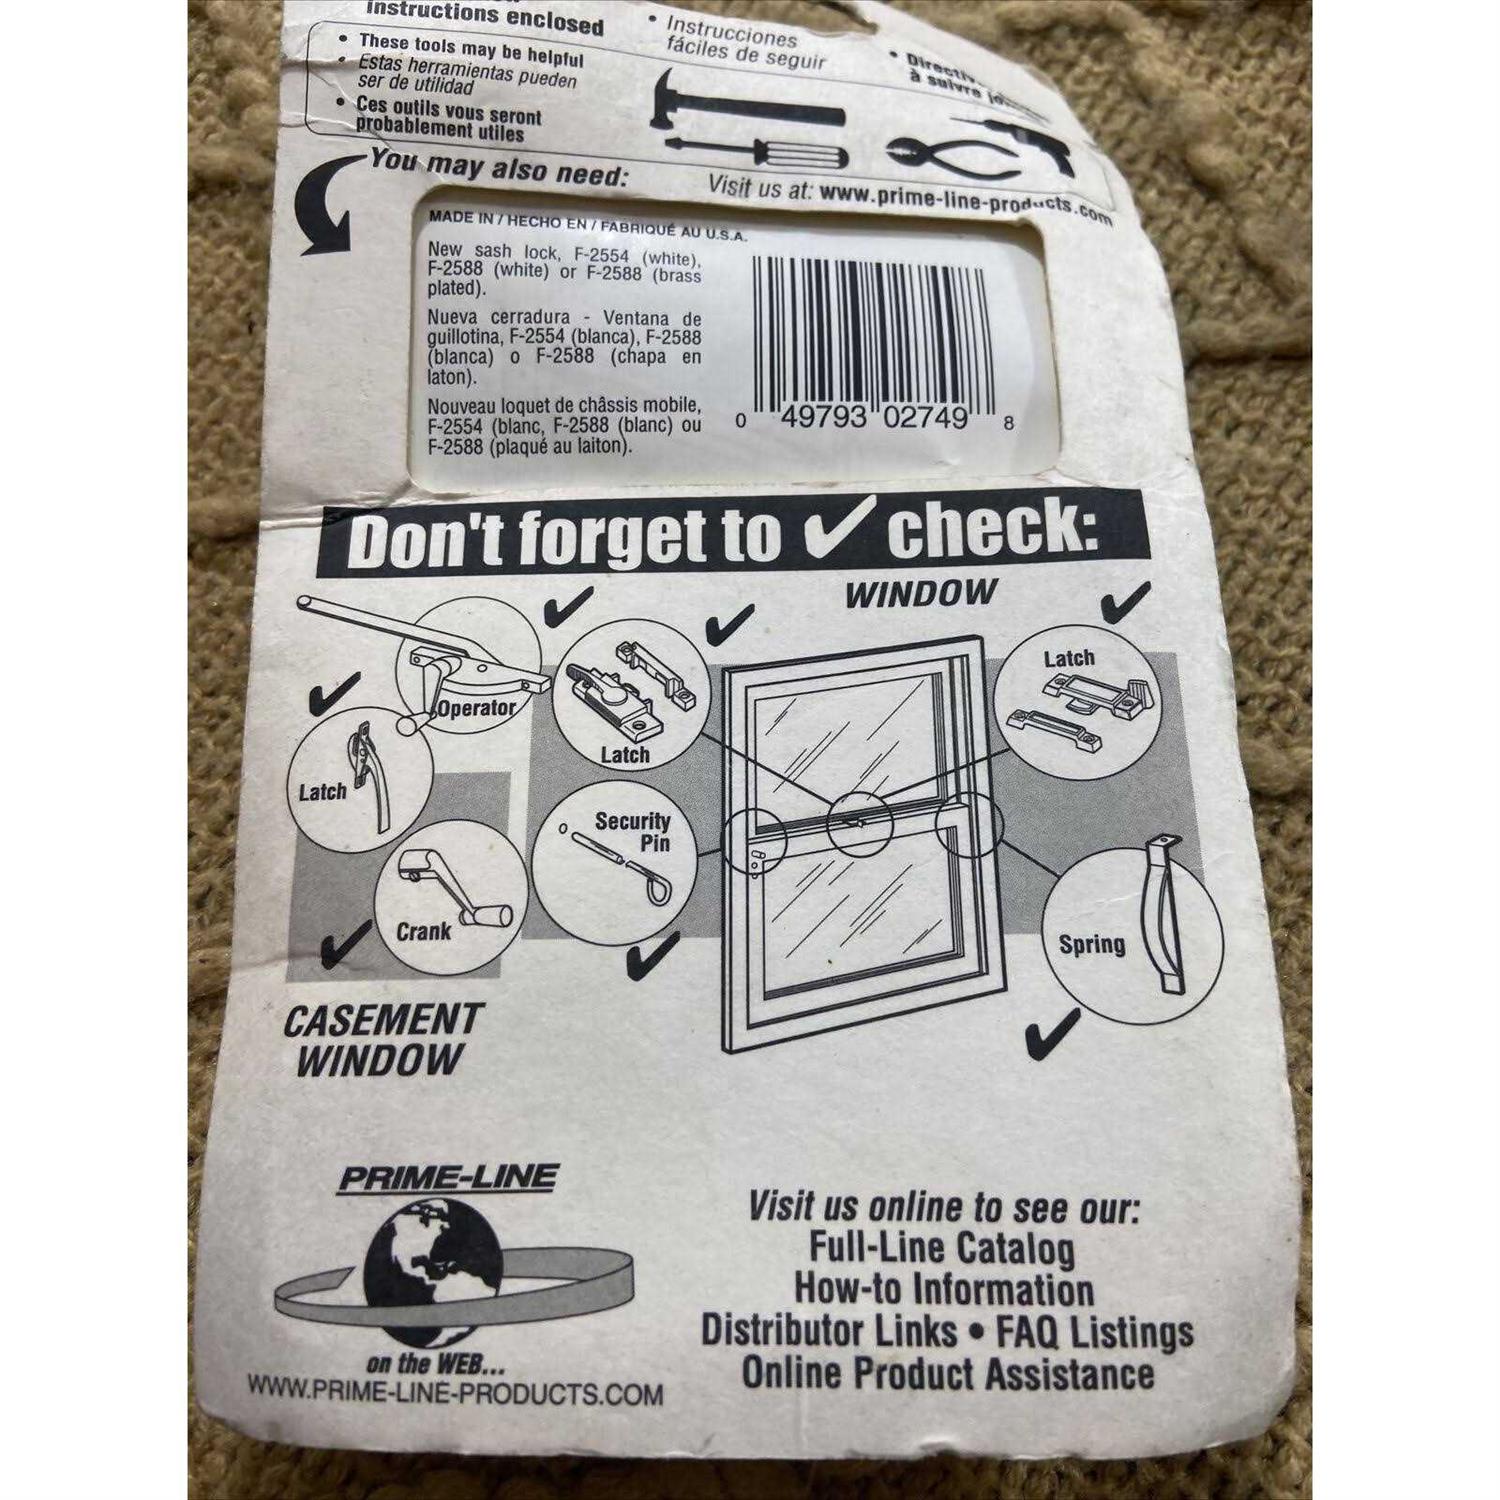 instructions enclosed
• These tools may be helpful
• Estas herramientas pueden
ser de utilidad
• Ces outils vous seront
probablement utiles
• Instrucciones
fáciles de seguir
•
à suivre
You may also need:
Visit us at: www.prime-line-products.com
MADE IN / HECHO EN / FABRIQUÉ AU U.S.A.
New sash lock, F-2554 (white),
F-2588 (white) or F-2588 (brass
plated).
Nueva cerradura - Ventana de
guillotina, F-2554 (blanca), F-2588
(blanca) o F-2588 (chapa en
laton).
Nouveau loquet de châssis mobile,
F-2554 (blanc, F-2588 (blanc) ou
F-2588 (plaqué au laiton).
0 49793 02749 8
Don't forget to ✓ check:
WINDOW
Operator
Latch
Latch
Latch
Security
Pin
Crank
Spring
CASEMENT
WINDOW
PRIME-LINE
on the WEB...
WWW.PRIME-LINE-PRODUCTS.COM
Visit us online to see our:
Full-Line Catalog
How-to Information
Distributor Links • FAQ Listings
Online Product Assistance